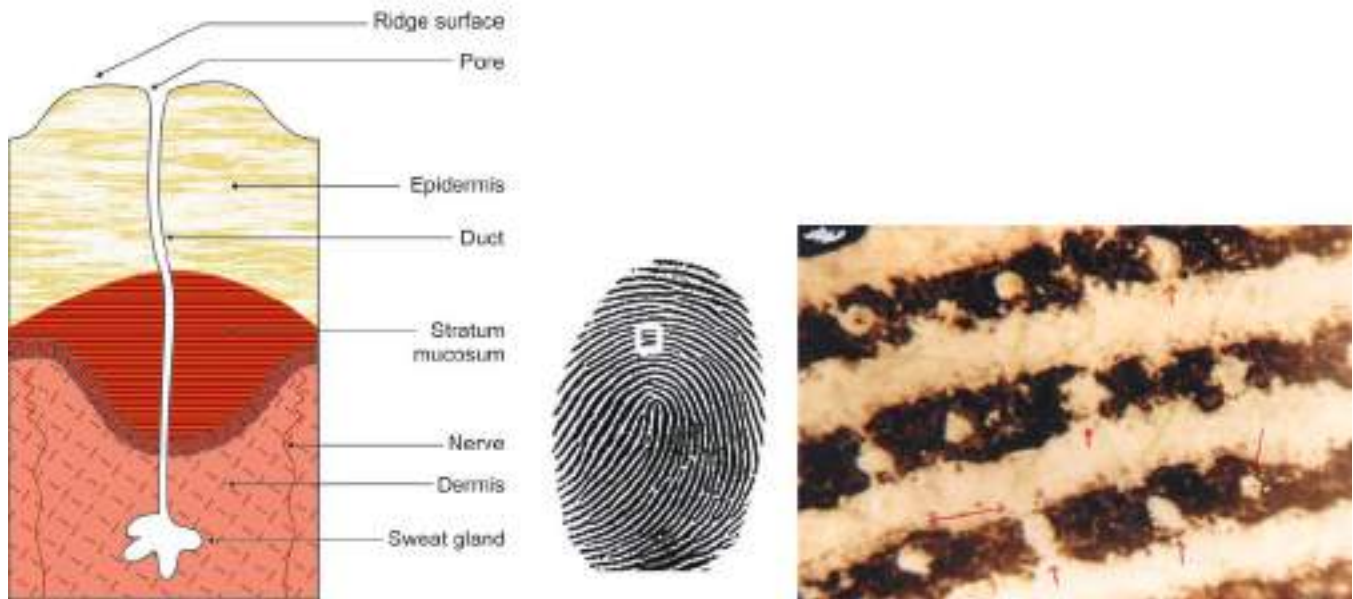 Ridge surface
Pore
Epidermis
Duct
Stratum
mucosum
Nerve
Dermis
Sweat gland